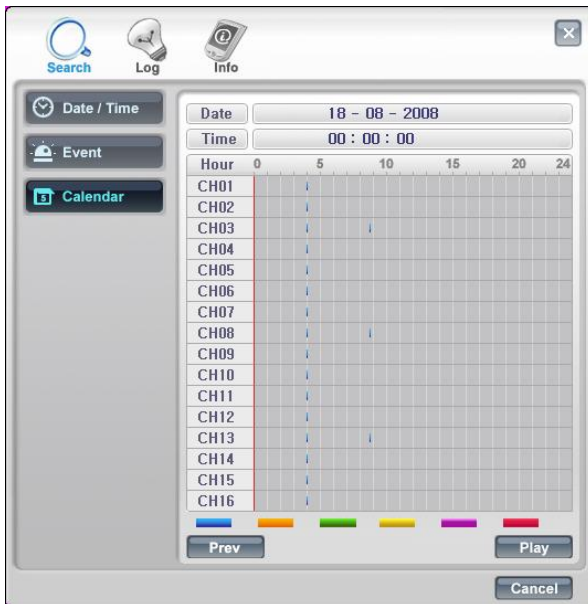 Search Log Info
Date / Time
Event
5 Calendar
Date 18 - 08 - 2008
Time 00 : 00 : 00
Hour 0 5 10 15 20 24
CH01
CH02
CH03
CH04
CH05
CH06
CH07
CH08
CH09
CH10
CH11
CH12
CH13
CH14
CH15
CH16
Prev Play
Cancel